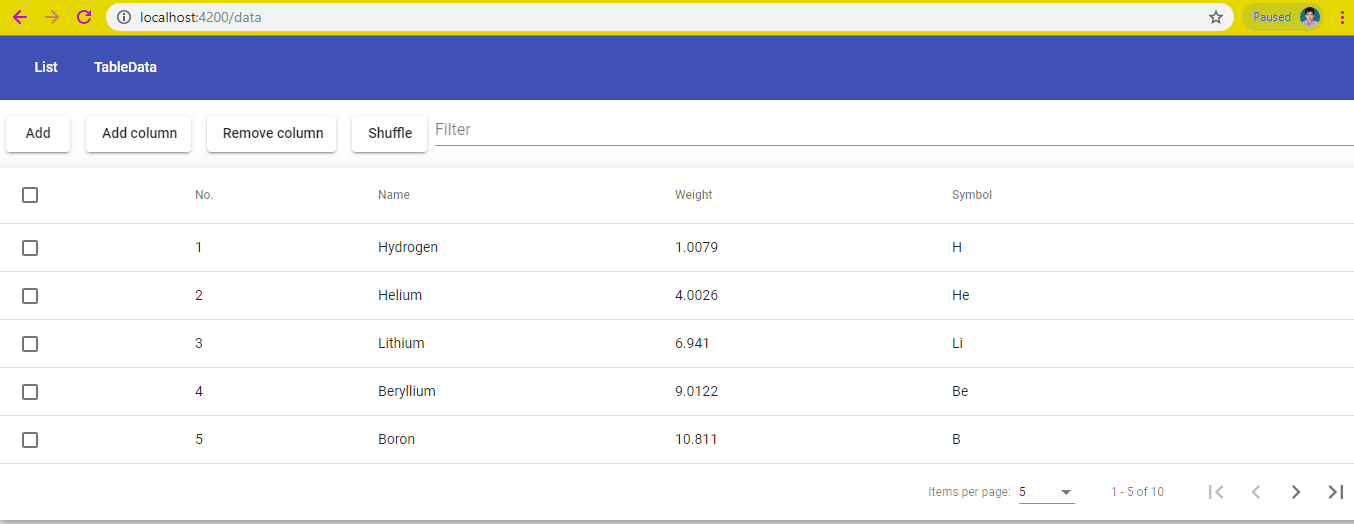 localhost:4200/data Paused
List TableData
Add Add column Remove column Shuffle Filter
No. Name Weight Symbol
1 Hydrogen 1.0079 H
2 Helium 4.0026 He
3 Lithium 6.941 Li
4 Beryllium 9.0122 Be
5 Boron 10.811 B
Items per page: 5 1 - 5 of 10